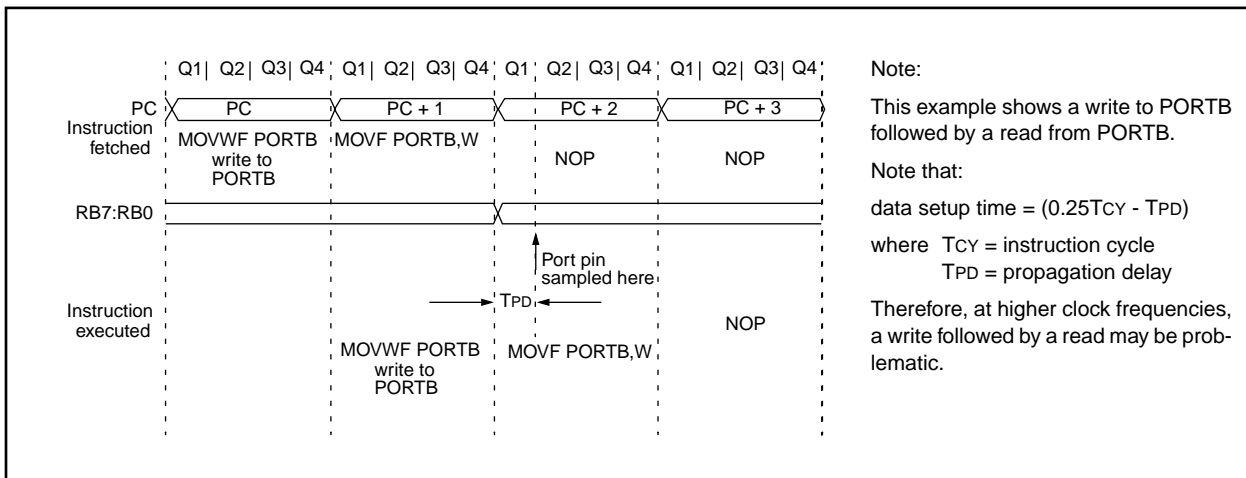 Q1| Q2| Q3| Q4 Q1| Q2| Q3| Q4 Q1 Q2| Q3| Q4 Q1| Q2| Q3| Q4
PC PC PC + 1 PC + 2 PC + 3
Instruction
fetched
MOVWF PORTB
write to
PORTB
MOVF PORTB,W
NOP
NOP
RB7:RB0
Port pin
sampled here
TPD
Instruction
executed
MOVWF PORTB
write to
PORTB
MOVF PORTB,W
NOP
Note:
This example shows a write to PORTB
followed by a read from PORTB.
Note that:
data setup time = (0.25TCY - TPD)
where TCY = instruction cycle
TPD = propagation delay
Therefore, at higher clock frequencies,
a write followed by a read may be prob-
lematic.